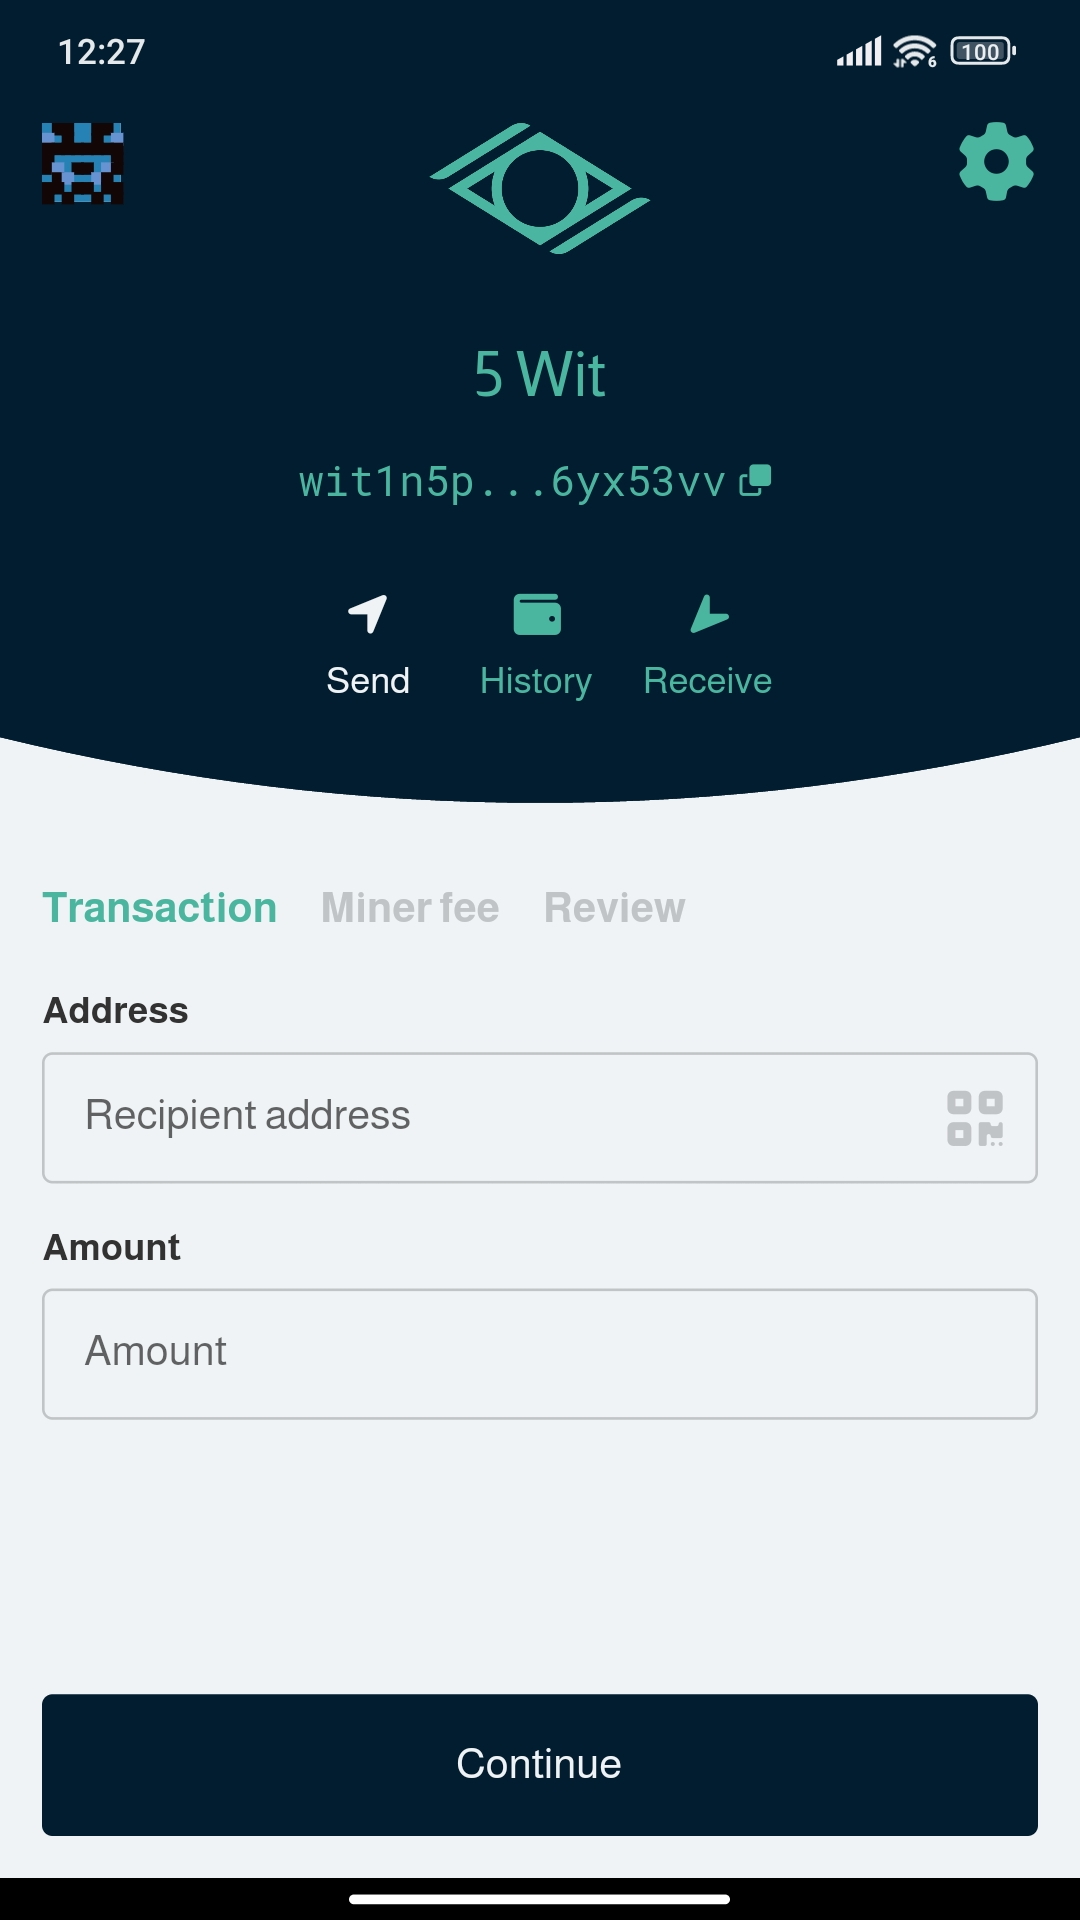 12:27
6
100
5 Wit
wit1n5p...6yx53vv
Send History Receive
Transaction Miner fee Review
Address
Recipient address
Amount
Amount
Continue